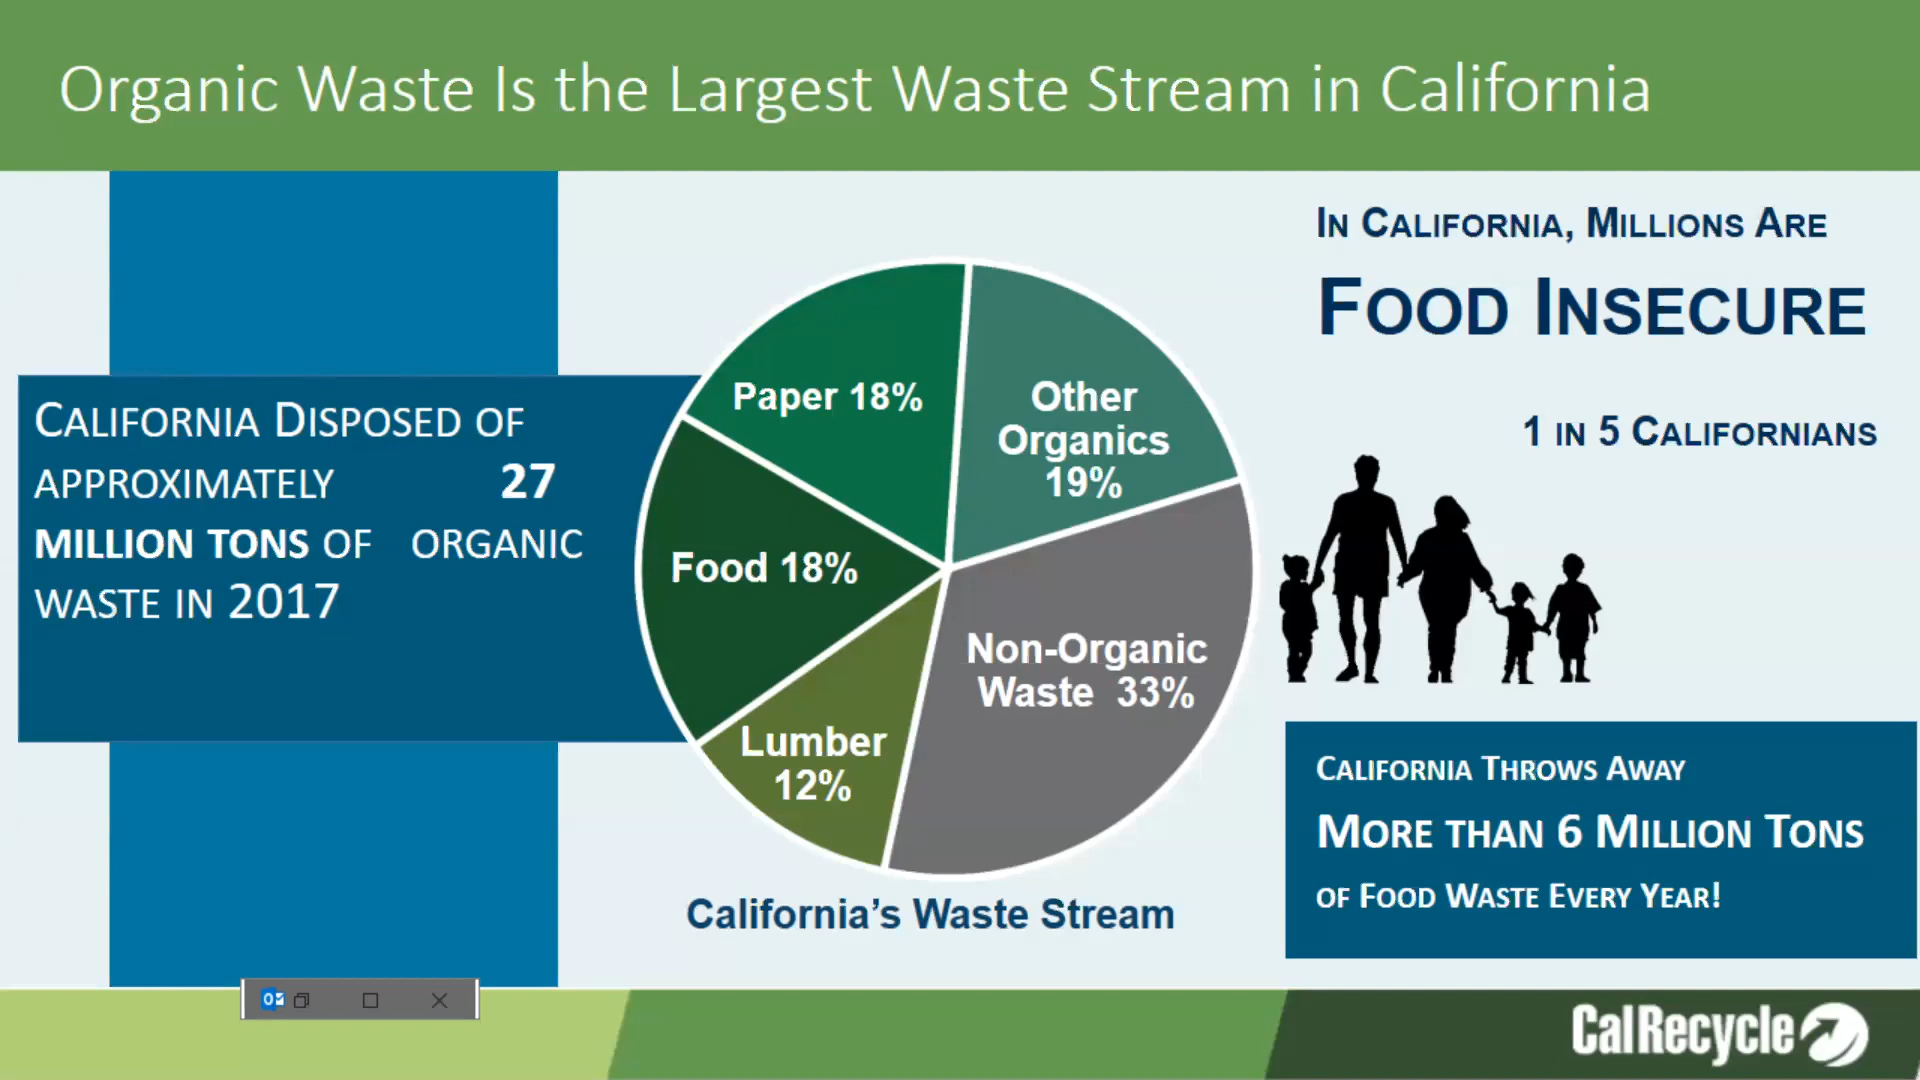 Organic Waste Is the Largest Waste Stream in California
CALIFORNIA DISPOSED OF
APPROXIMATELY 27
MILLION TONS OF ORGANIC
WASTE IN 2017
Paper 18%
Other
Organics
19%
Food 18%
Non-Organic
Waste 33%
Lumber
12%
California's Waste Stream
IN CALIFORNIA, MILLIONS ARE
FOOD INSECURE
1 IN 5 CALIFORNIANS
CALIFORNIA THROWS AWAY
MORE THAN 6 MILLION TONS
OF FOOD WASTE EVERY YEAR!
CalRecycle